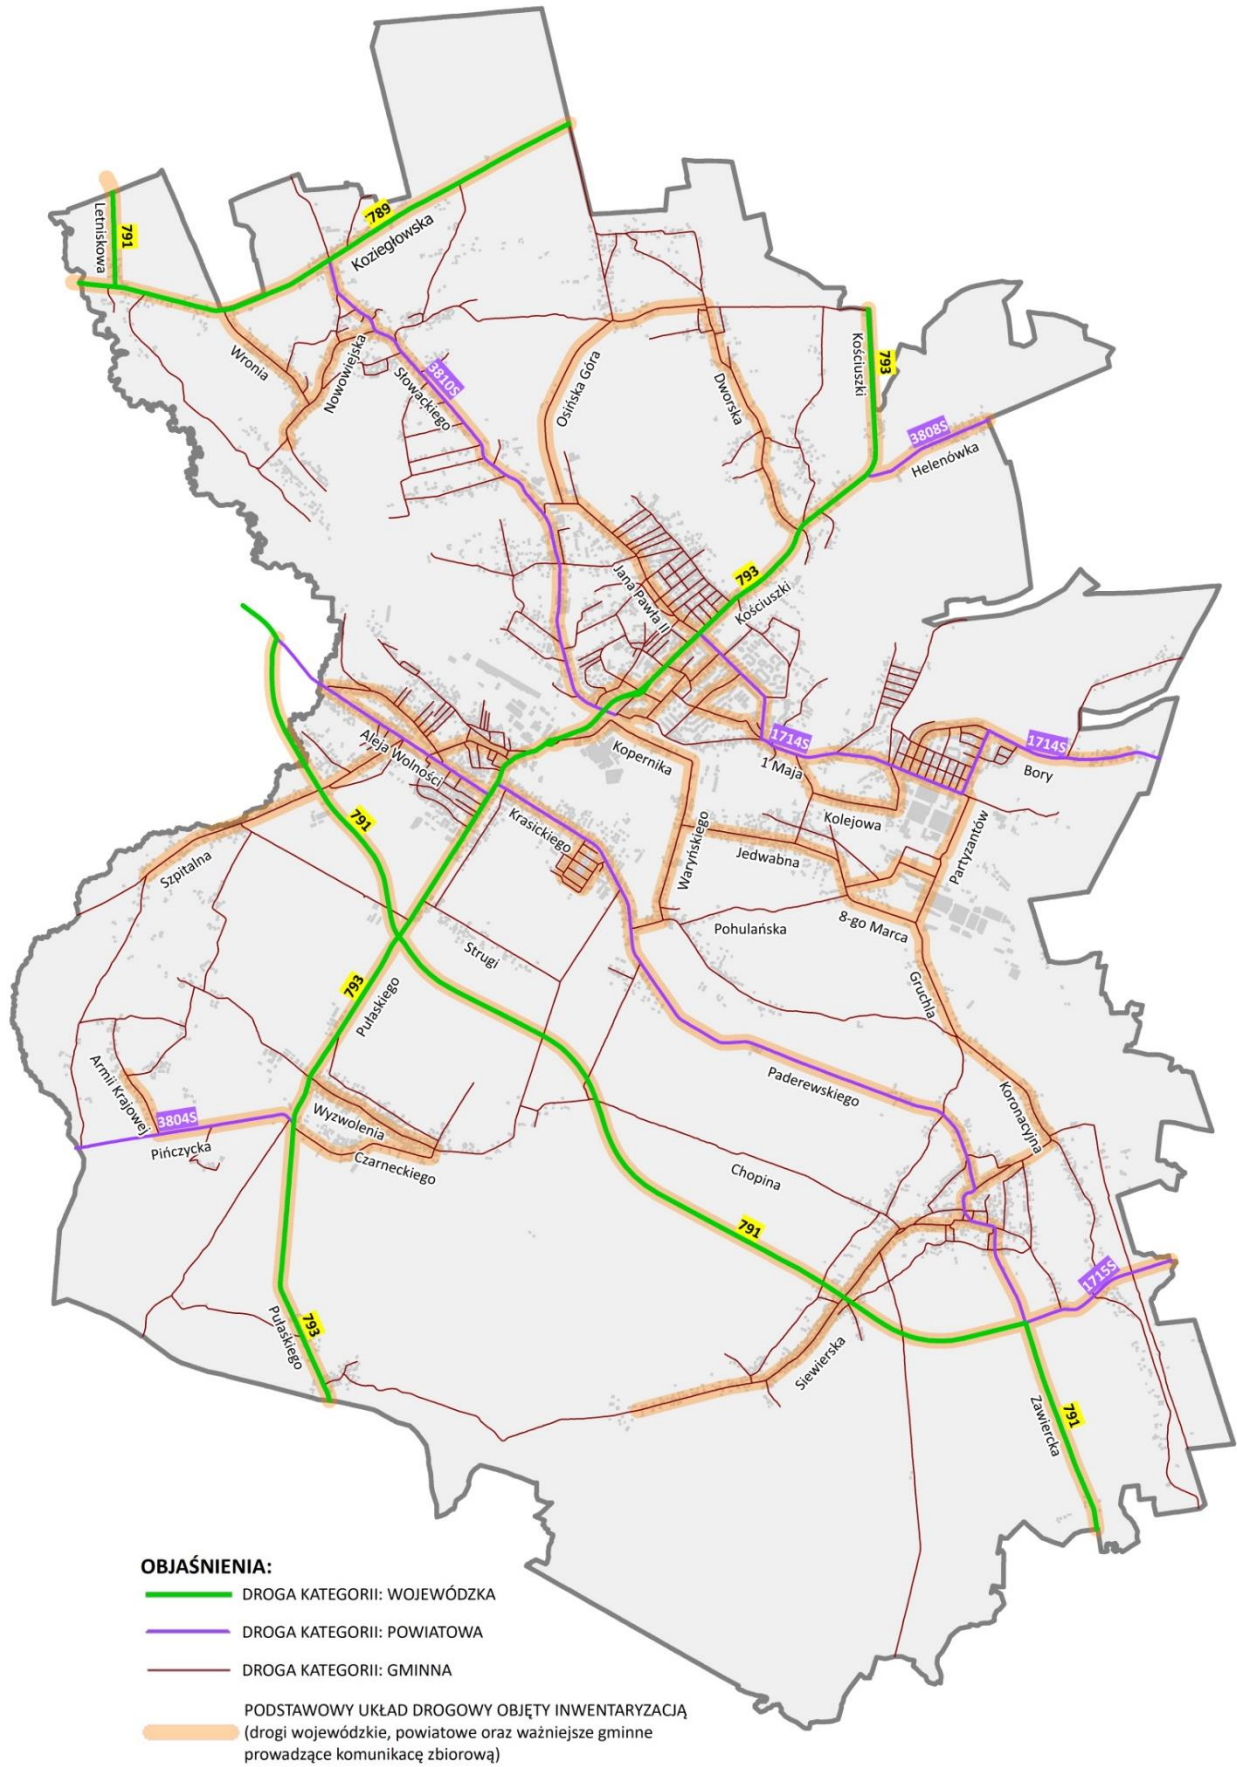 789
Koziegłowska
Letniskowa
791
Wronia
Nowowiejska
Słowackiego
3810S
Osińska Góra
Dworska
Kościuszki
793
3808S
Helenówka
Jana Pawła II
793
Kościuszki
Aleja Wolności
Kopernika
1714S
1 Maja
1714S
Bory
Kolejowa
Partyzantów
791
Krasickiego
Waryńskiego
Jedwabna
Szpitalna
8-go Marca
Pohulańska
Strugi
793
Pułaskiego
Gruchla
Armii Krajowej
3804S
Pińczycka
Wyzwolenia
Czarneckiego
Paderewskiego
Koronacyjna
Chopina
791
1715S
Pułaskiego
793
Siewierska
Zawiercka
791
OBJAŚNIENIA:
DROGA KATEGORII: WOJEWÓDZKA
DROGA KATEGORII: POWIATOWA
DROGA KATEGORII: GMINNA
PODSTAWOWY UKŁAD DROGOWY OBJĘTY INWENTARYZACJĄ
(drogi wojewódzkie, powiatowe oraz ważniejsze gminne
prowadzące komunikacę zbiorową)